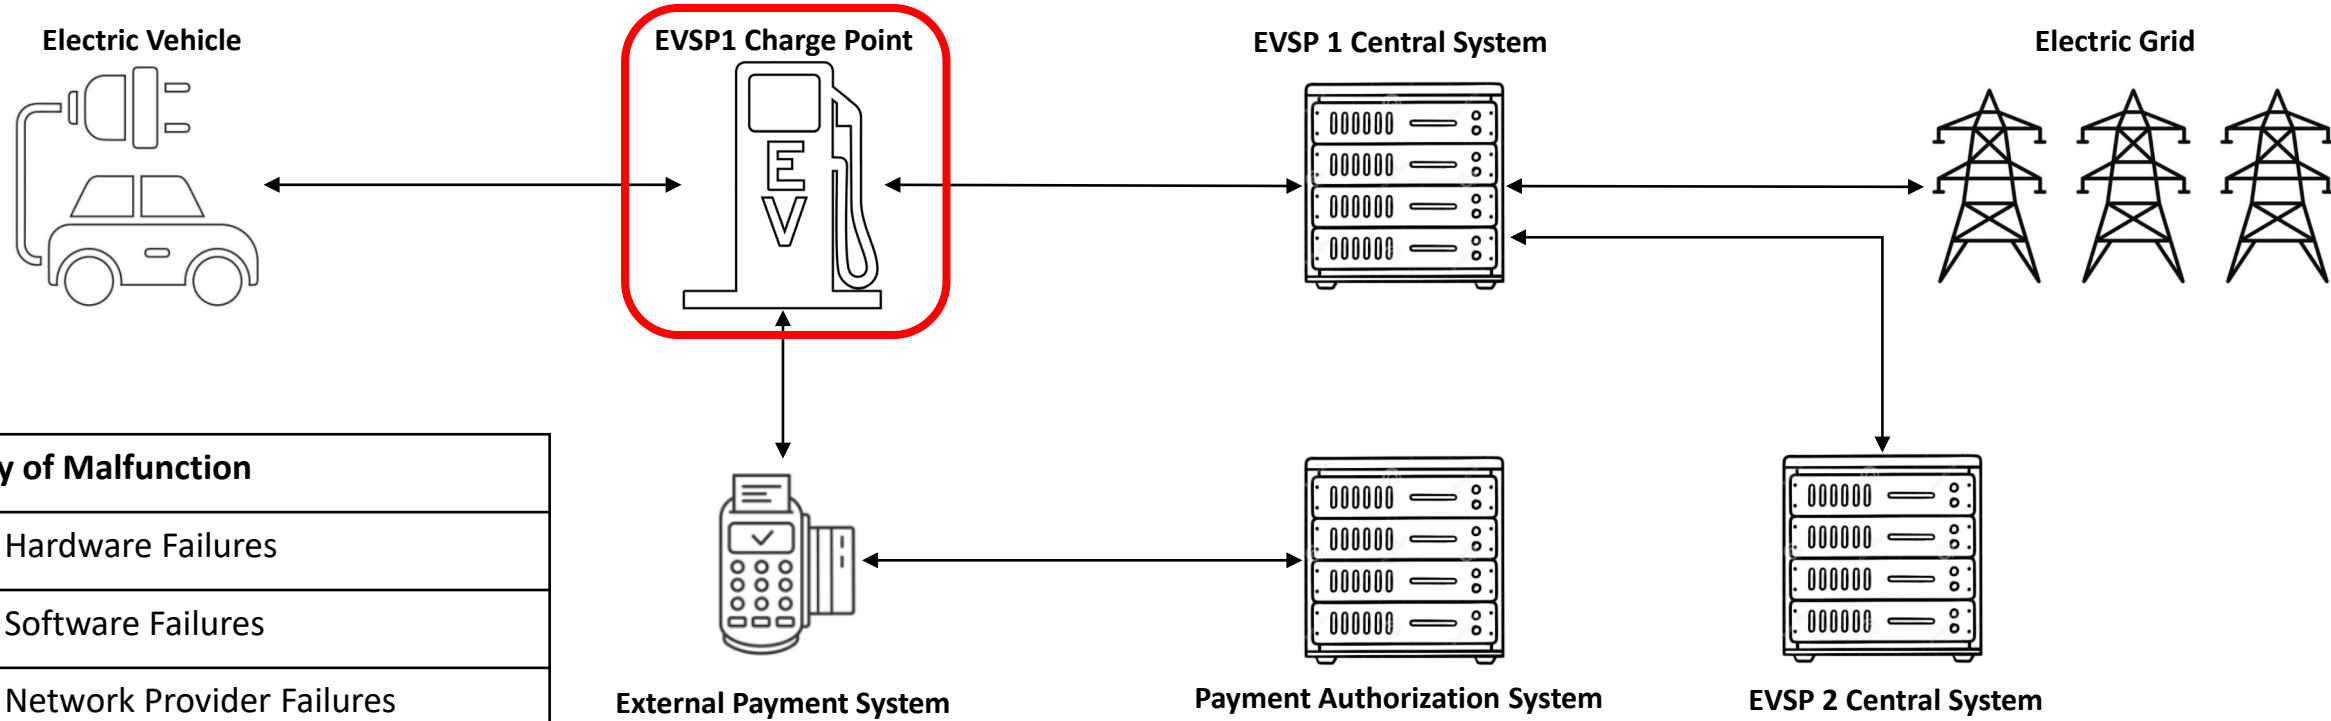 Electric Vehicle
EVSP1 Charge Point
EVSP 1 Central System
Electric Grid
E
V
y of Malfunction
Hardware Failures
Software Failures
Network Provider Failures
External Payment System
Payment Authorization System
EVSP 2 Central System